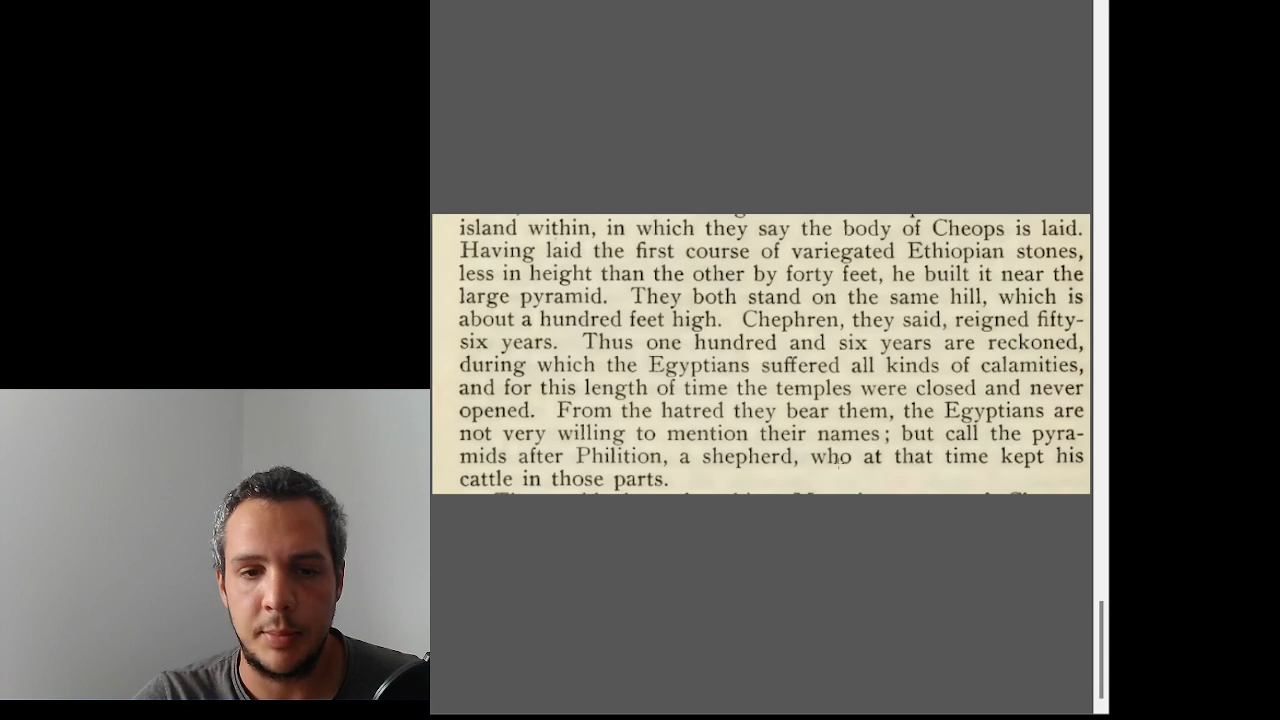 island within, in which they say the body of Cheops is laid.
Having laid the first course of variegated Ethiopian stones,
less in height than the other by forty feet, he built it near the
large pyramid. They both stand on the same hill, which is
about a hundred feet high. Chephren, they said, reigned fifty-
six years. Thus one hundred and six years are reckoned,
during which the Egyptians suffered all kinds of calamities,
and for this length of time the temples were closed and never
opened. From the hatred they bear them, the Egyptians are
not very willing to mention their names; but call the pyra-
mids after Philition, a shepherd, who at that time kept his
cattle in those parts.